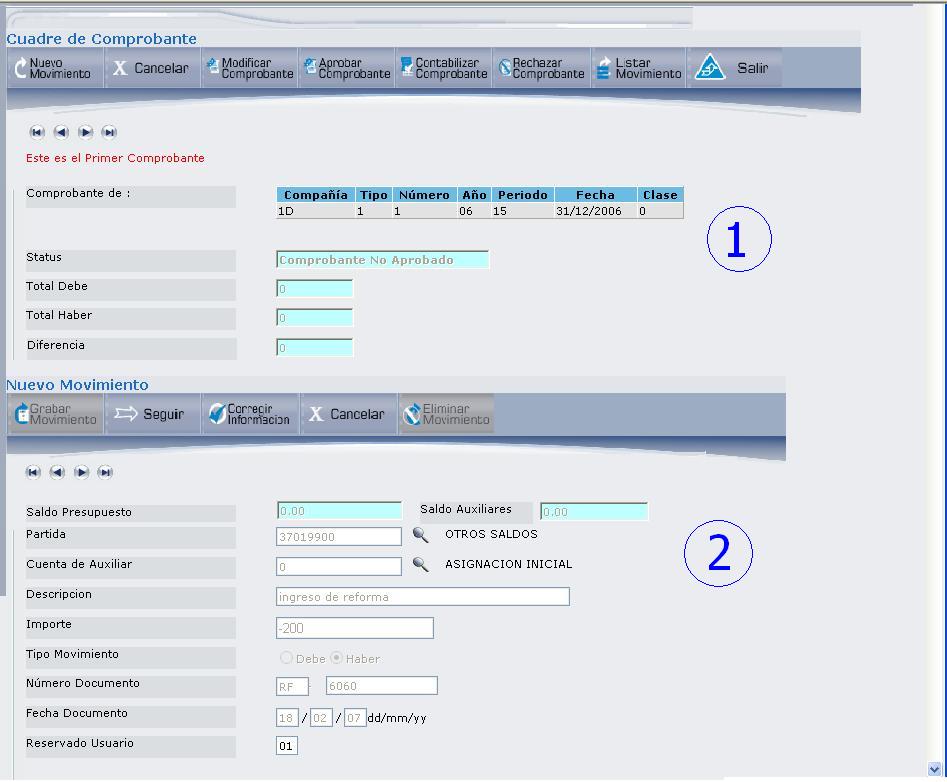 Cuadre de Comprobante
Nuevo Movimiento
Cancelar
Modificar Comprobante
Aprobar Comprobante
Contabilizar Comprobante
Rechazar Comprobante
Listar Movimiento
Salir
Este es el Primer Comprobante
Comprobante de :
Compañía Tipo Número Año Periodo Fecha Clase
1D 1 1 06 15 31/12/2006 0
1
Status Comprobante No Aprobado
Total Debe 0
Total Haber 0
Diferencia 0
Nuevo Movimiento
Grabar Movimiento
Seguir
Corregir Informacion
Cancelar
Eliminar Movimiento
Saldo Presupuesto 0.00 Saldo Auxiliares 0.00
Partida 37019900 OTROS SALDOS
2
Cuenta de Auxiliar 0 ASIGNACION INICIAL
Descripcion ingreso de reforma
Importe -200
Tipo Movimiento Debe Haber
Número Documento RF - 6060
Fecha Documento 18 / 02 / 07 dd/mm/yy
Reservado Usuario 01